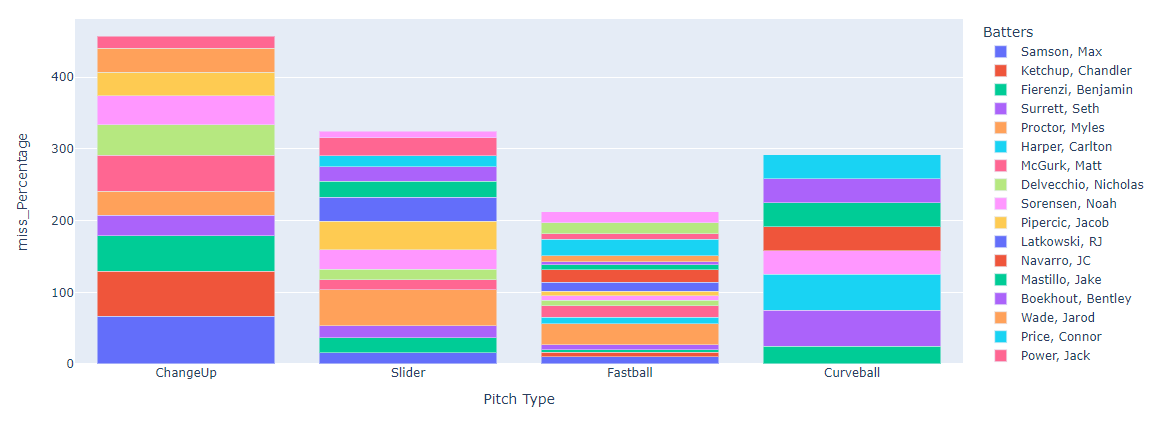 miss_Percentage
400
300
200
100
0
ChangeUp
Slider
Fastball
Curveball
Pitch Type
Batters
Samson, Max
Ketchup, Chandler
Fierenzi, Benjamin
Surrett, Seth
Proctor, Myles
Harper, Carlton
McGurk, Matt
Delvecchio, Nicholas
Sorensen, Noah
Pipercic, Jacob
Latkowski, RJ
Navarro, JC
Mastillo, Jake
Boekhout, Bentley
Wade, Jarod
Price, Connor
Power, Jack